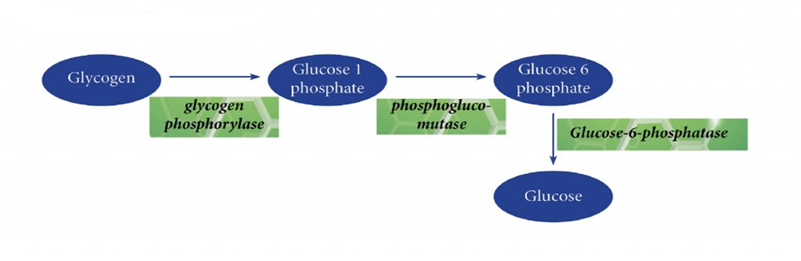 Glycogen
Glucose 1
phosphate
Glucose 6
phosphate
glycogen
phosphorylase
phosphogluco-
mutase
Glucose-6-phosphatase
Glucose